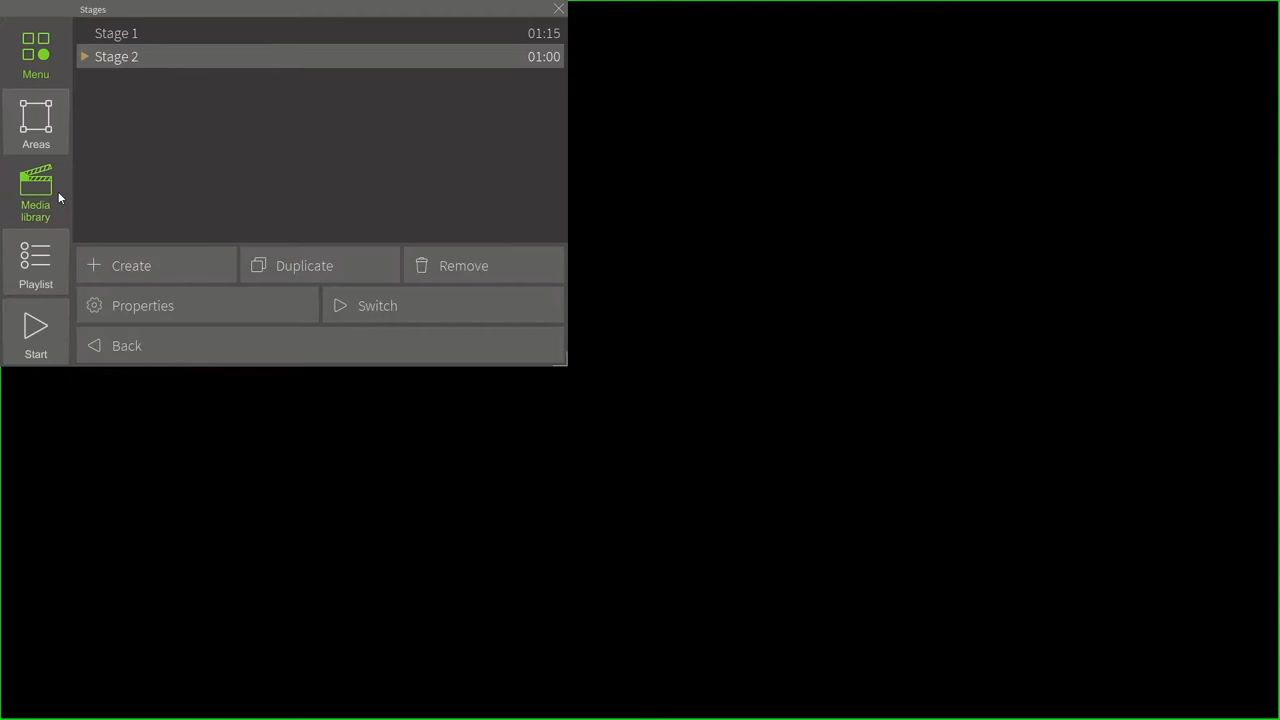 Stages
Stage 1 01:15
Stage 2 01:00
Menu
Areas
Media
library
Playlist
Start
Create Duplicate Remove
Properties Switch
Back